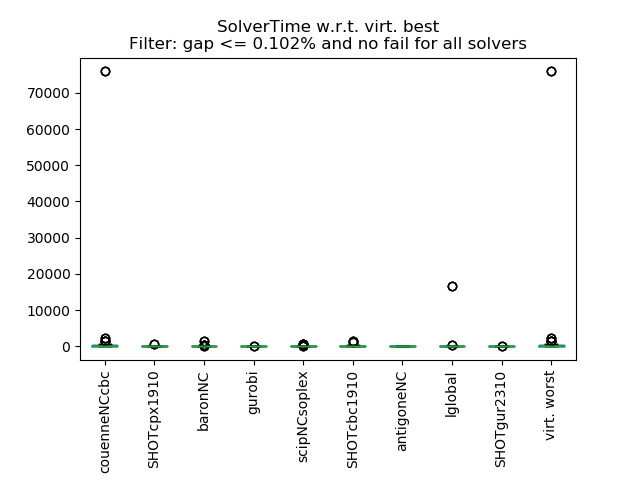 SolverTime w.r.t. virt. best
Filter: gap <= 0.102% and no fail for all solvers
70000
60000
50000
40000
30000
20000
10000
0
couenneNCcbc
SHOTcpx1910
baronNC
gurobi
scipNCsoplex
SHOTcbc1910
antigoneNC
lglobal
SHOTgur2310
virt. worst